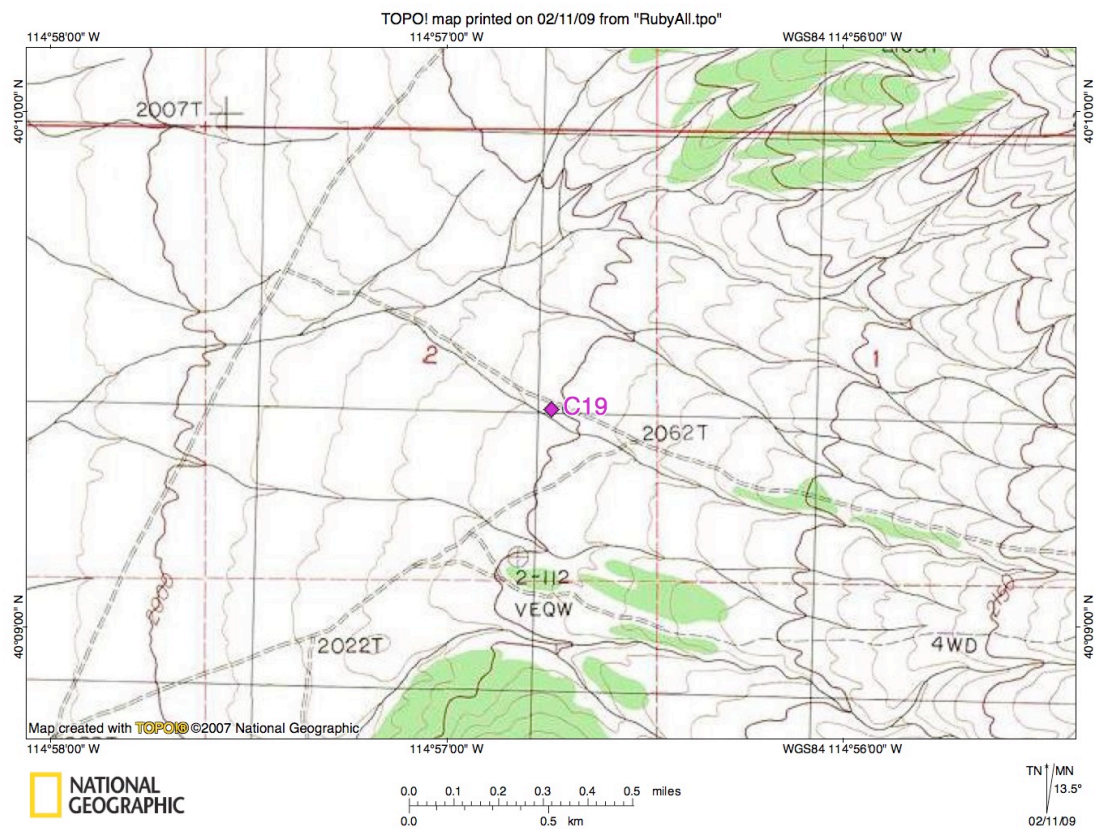 TOPO! map printed on 02/11/09 from "RubyAll.tpo"
114°58'00" W 114°57'00" W WGS84 114°56'00" W
40°10'00" N
40°10'00" N
2007T
2
1
C19
2062T
2-112
VEQW
2000
2150
40°09'00" N
40°09'00" N
2022T
4WD
Map created with TOPO!® ©2007 National Geographic
114°58'00" W 114°57'00" W WGS84 114°56'00" W
NATIONAL
GEOGRAPHIC
0.0 0.1 0.2 0.3 0.4 0.5 miles
0.0 0.5 km
TN MN
13.5°
02/11/09